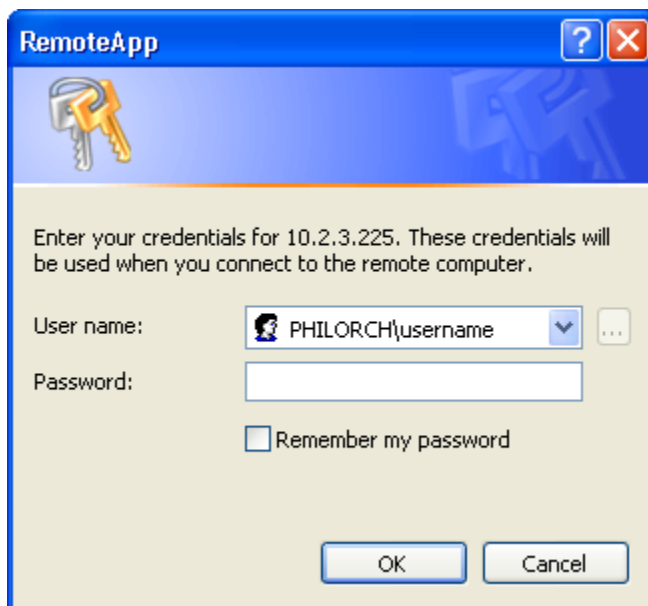 RemoteApp
Enter your credentials for 10.2.3.225. These credentials will
be used when you connect to the remote computer.
User name: PHILORCH\username ...
Password:
Remember my password
OK Cancel